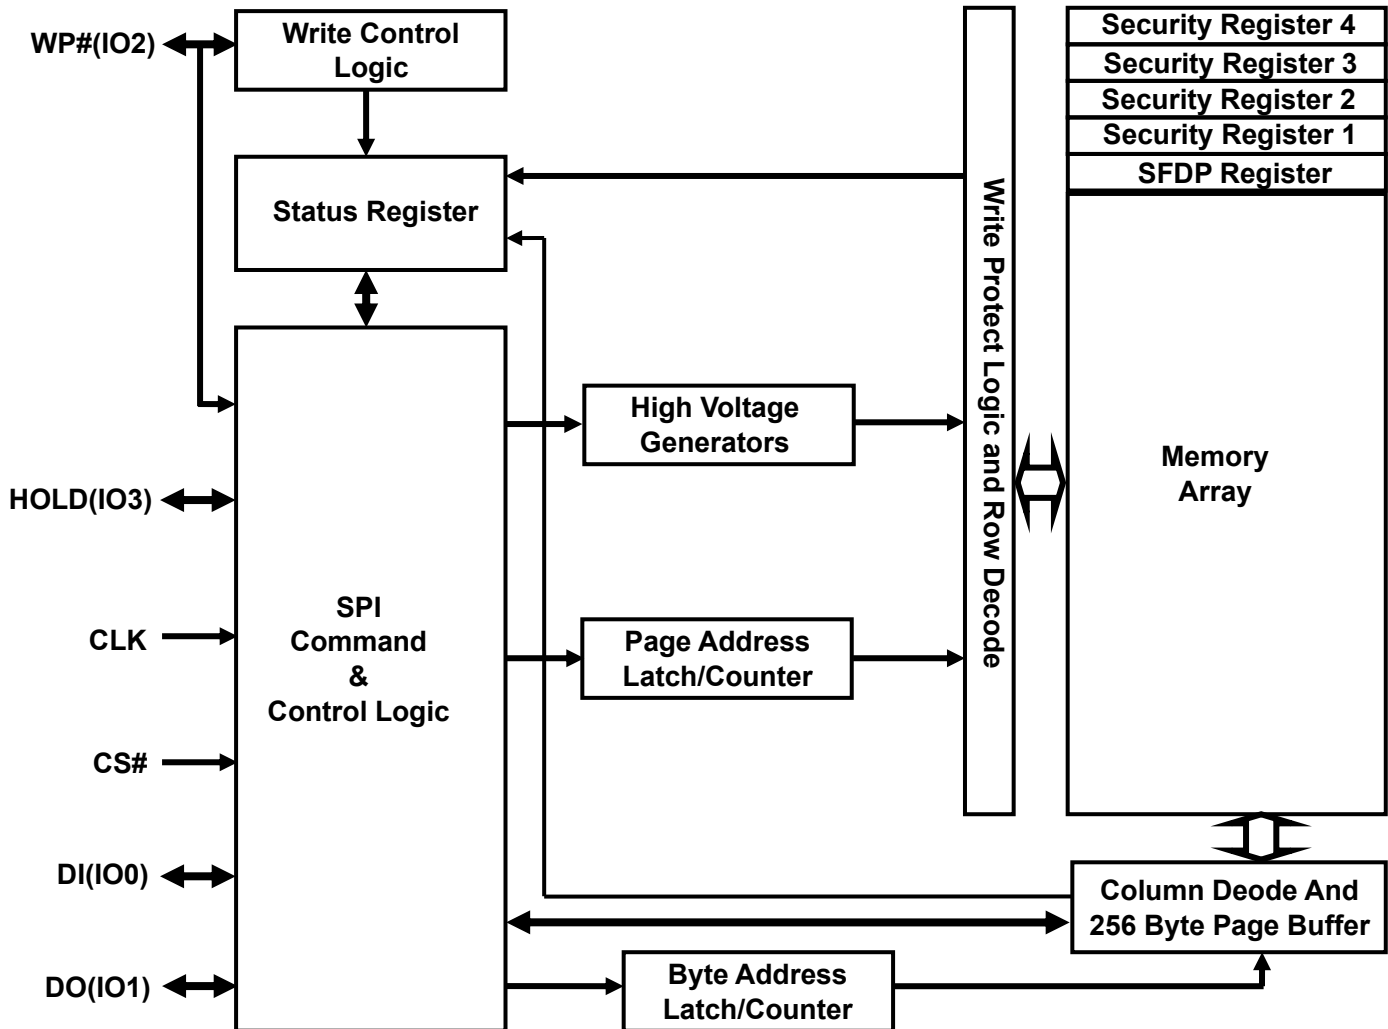 WP#(IO2)
Write Control
Logic
Status Register
HOLD(IO3)
CLK
CS#
DI(IO0)
DO(IO1)
SPI
Command
&
Control Logic
High Voltage
Generators
Page Address
Latch/Counter
Byte Address
Latch/Counter
Write Protect Logic and Row Decode
Security Register 4
Security Register 3
Security Register 2
Security Register 1
SFDP Register
Memory
Array
Column Deode And
256 Byte Page Buffer